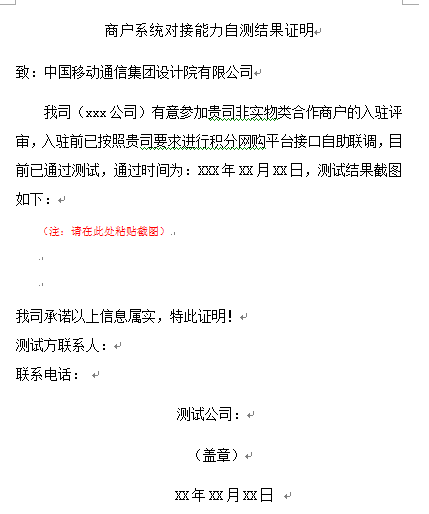 商户系统对接能力自测结果证明
致：中国移动通信集团设计院有限公司
我司（xxx 公司）有意参加贵司非实物类合作商户的入驻评
审，入驻前已按照贵司要求进行积分网购平台接口自助联调，目
前已通过测试，通过时间为：XXX 年 XX 月 XX 日，测试结果截图
如下：
（注：请在此处粘贴截图）
我司承诺以上信息属实，特此证明！
测试方联系人：
联系电话：
测试公司：
（盖章）
XX 年 XX 月 XX 日